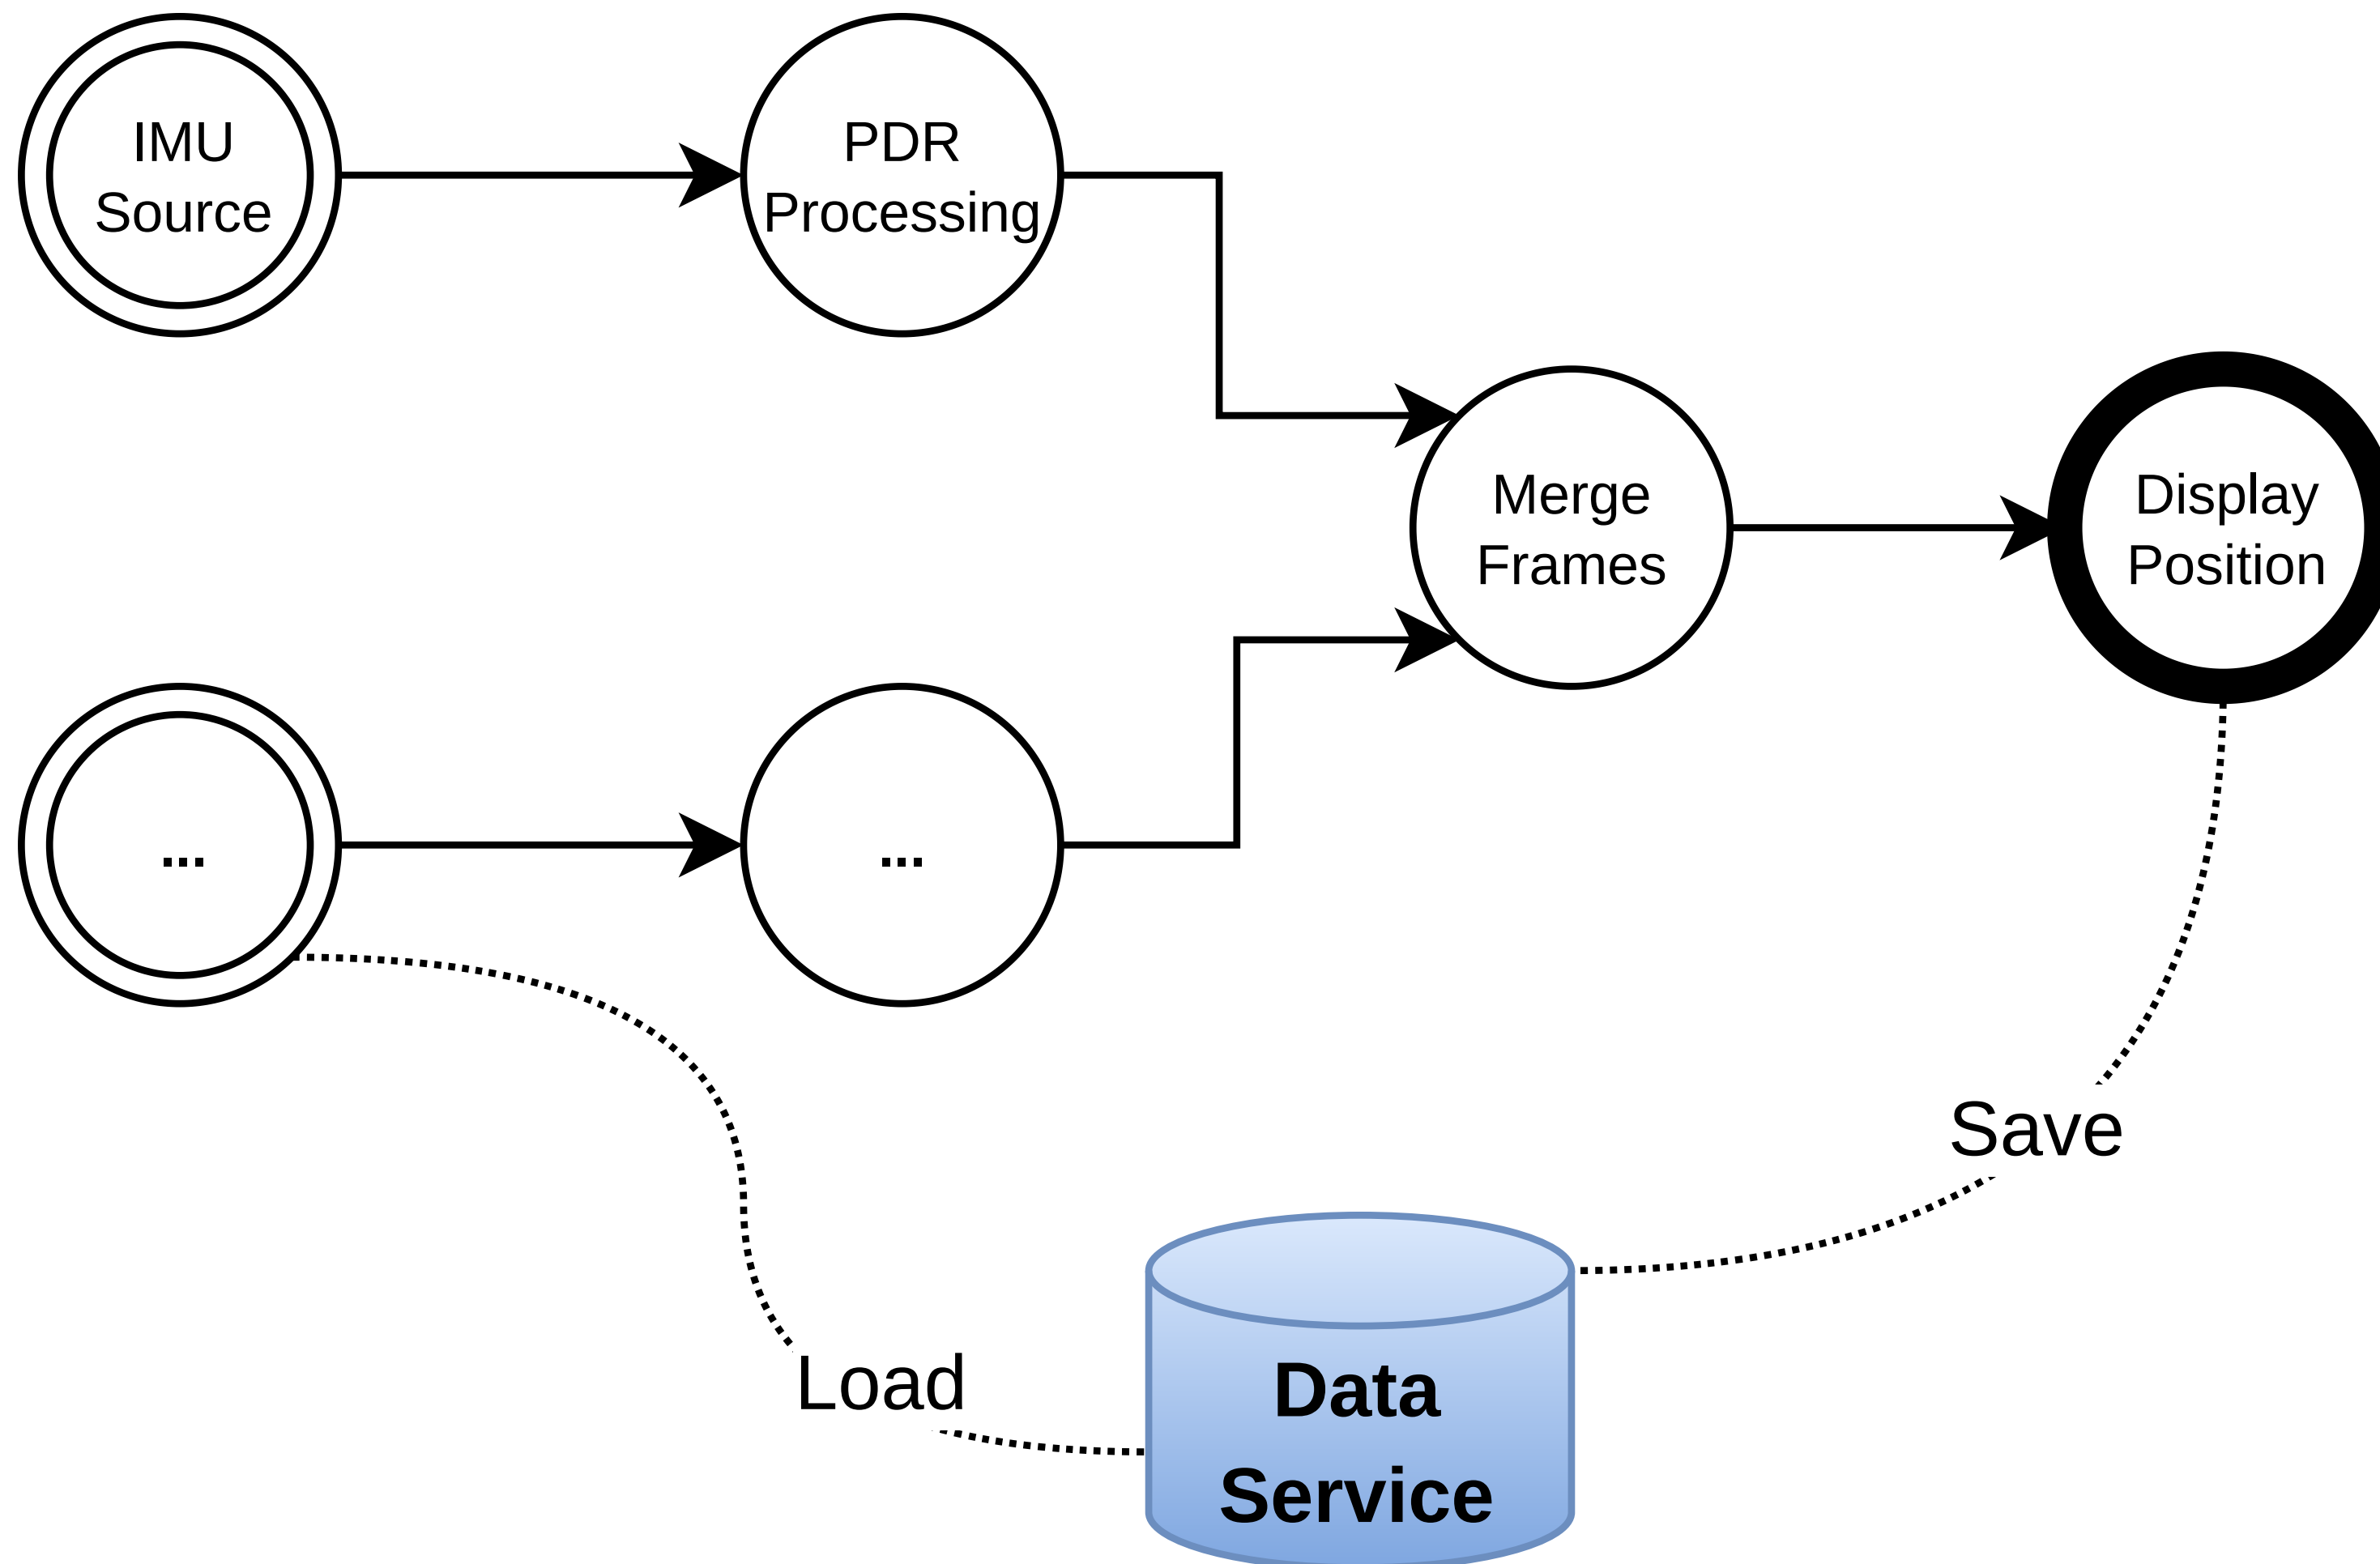 IMU
Source
PDR
Processing
Merge
Frames
Display
Position
...
...
Save
Load
Data
Service